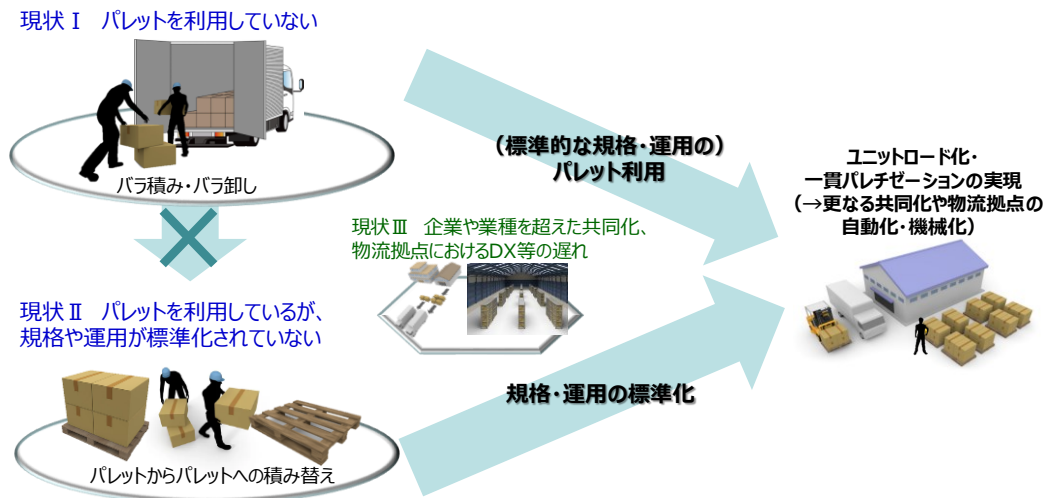 現状Ⅰ パレットを利用していない
バラ積み・バラ卸し
(標準的な規格・運用の)
パレット利用
ユニットロード化・
一貫パレチゼーションの実現
(→更なる共同化や物流拠点の
自動化・機械化)
現状Ⅲ 企業や業種を超えた共同化、
物流拠点におけるDX等の遅れ
現状Ⅱ パレットを利用しているが、
規格や運用が標準化されていない
規格・運用の標準化
パレットからパレットへの積み替え